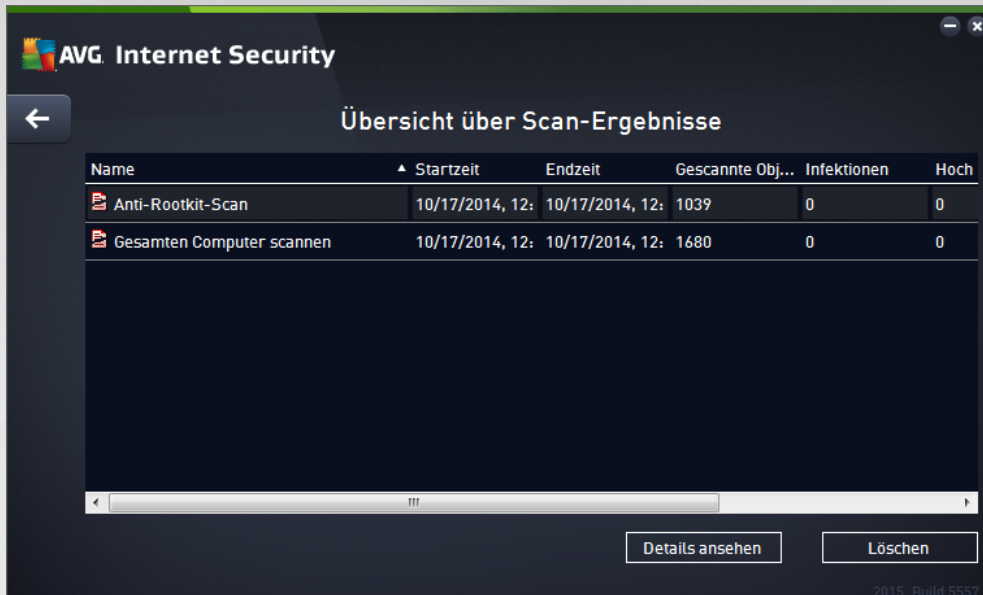 AVG. Internet Security
Übersicht über Scan-Ergebnisse
Name Startzeit Endzeit Gescannte Obj... Infektionen Hoch
Anti-Rootkit-Scan 10/17/2014, 12: 10/17/2014, 12: 1039 0 0
Gesamten Computer scannen 10/17/2014, 12: 10/17/2014, 12: 1680 0 0
Details ansehen Löschen
2015, Build 5557